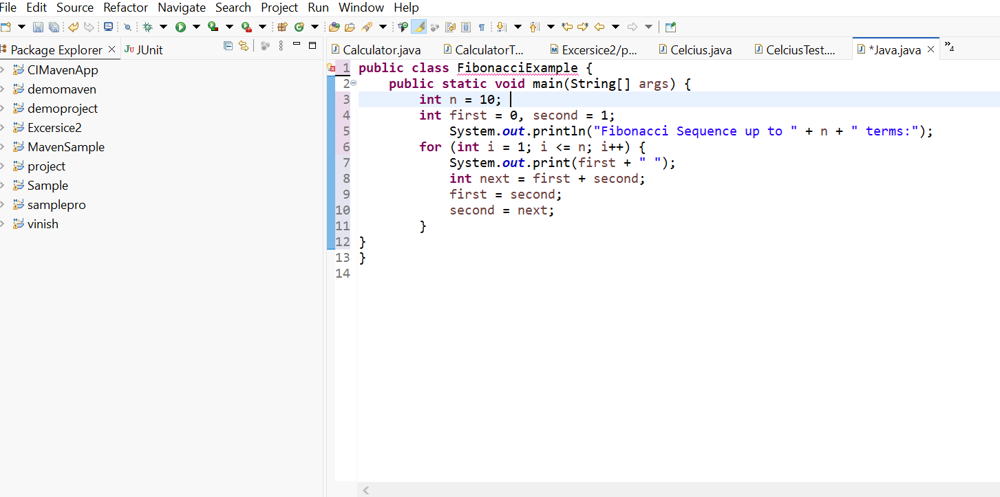 File Edit Source Refactor Navigate Search Project Run Window Help
Package Explorer JUnit
Calculator.java CalculatorT... Excersice2/p... Celcius.java CelciusTest.... *Java.java »4
CIMavenApp
demomaven
demoproject
Excersice2
MavenSample
project
Sample
samplepro
vinish
1 public class FibonacciExample {
2 public static void main(String[] args) {
3 int n = 10;
4 int first = 0, second = 1;
5 System.out.println("Fibonacci Sequence up to " + n + " terms:");
6 for (int i = 1; i <= n; i++) {
7 System.out.print(first + " ");
8 int next = first + second;
9 first = second;
10 second = next;
11 }
12 }
13 }
14